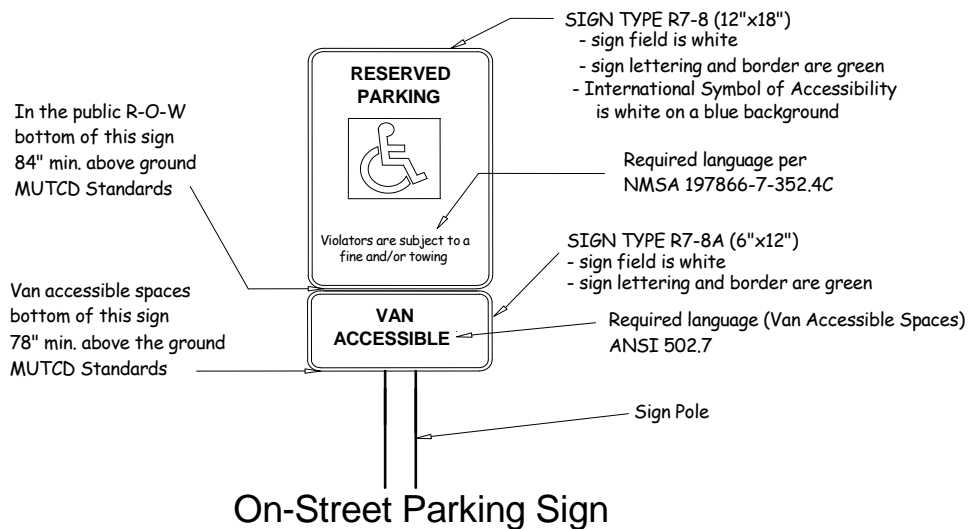 SIGN TYPE R7-8 (12"x18")
- sign field is white
- sign lettering and border are green
- International Symbol of Accessibility
is white on a blue background
RESERVED
PARKING
In the public R-O-W
bottom of this sign
84" min. above ground
MUTCD Standards
Required language per
NMSA 197866-7-352.4C
Violators are subject to a
fine and/or towing
SIGN TYPE R7-8A (6"x12")
- sign field is white
- sign lettering and border are green
Van accessible spaces
bottom of this sign
78" min. above the ground
MUTCD Standards
VAN
ACCESSIBLE
Required language (Van Accessible Spaces)
ANSI 502.7
Sign Pole
On-Street Parking Sign